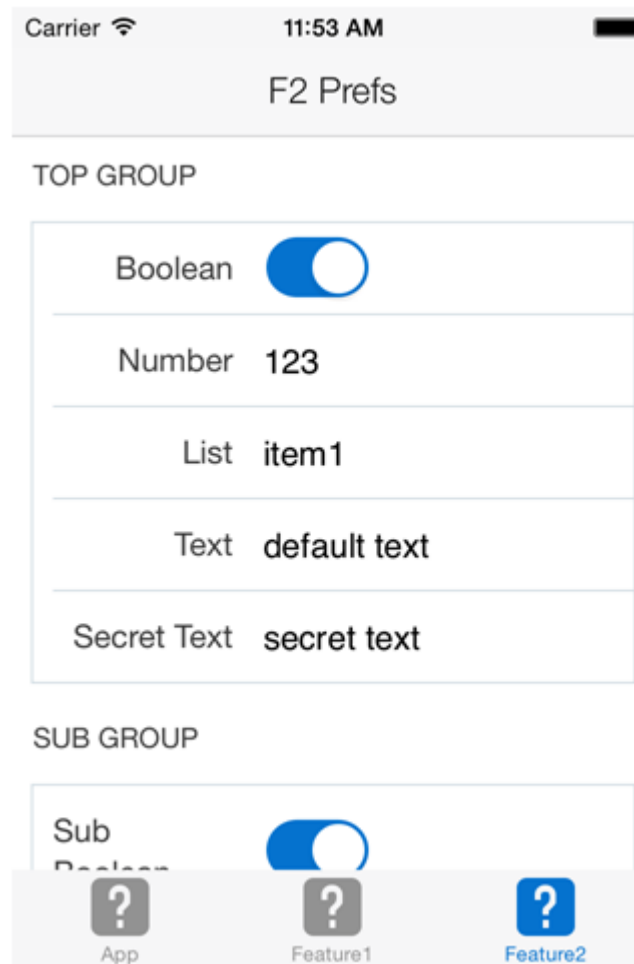 Carrier 11:53 AM
F2 Prefs
TOP GROUP
Boolean
Number 123
List item1
Text default text
Secret Text secret text
SUB GROUP
Sub
Boolean
? ? ?
App Feature1 Feature2